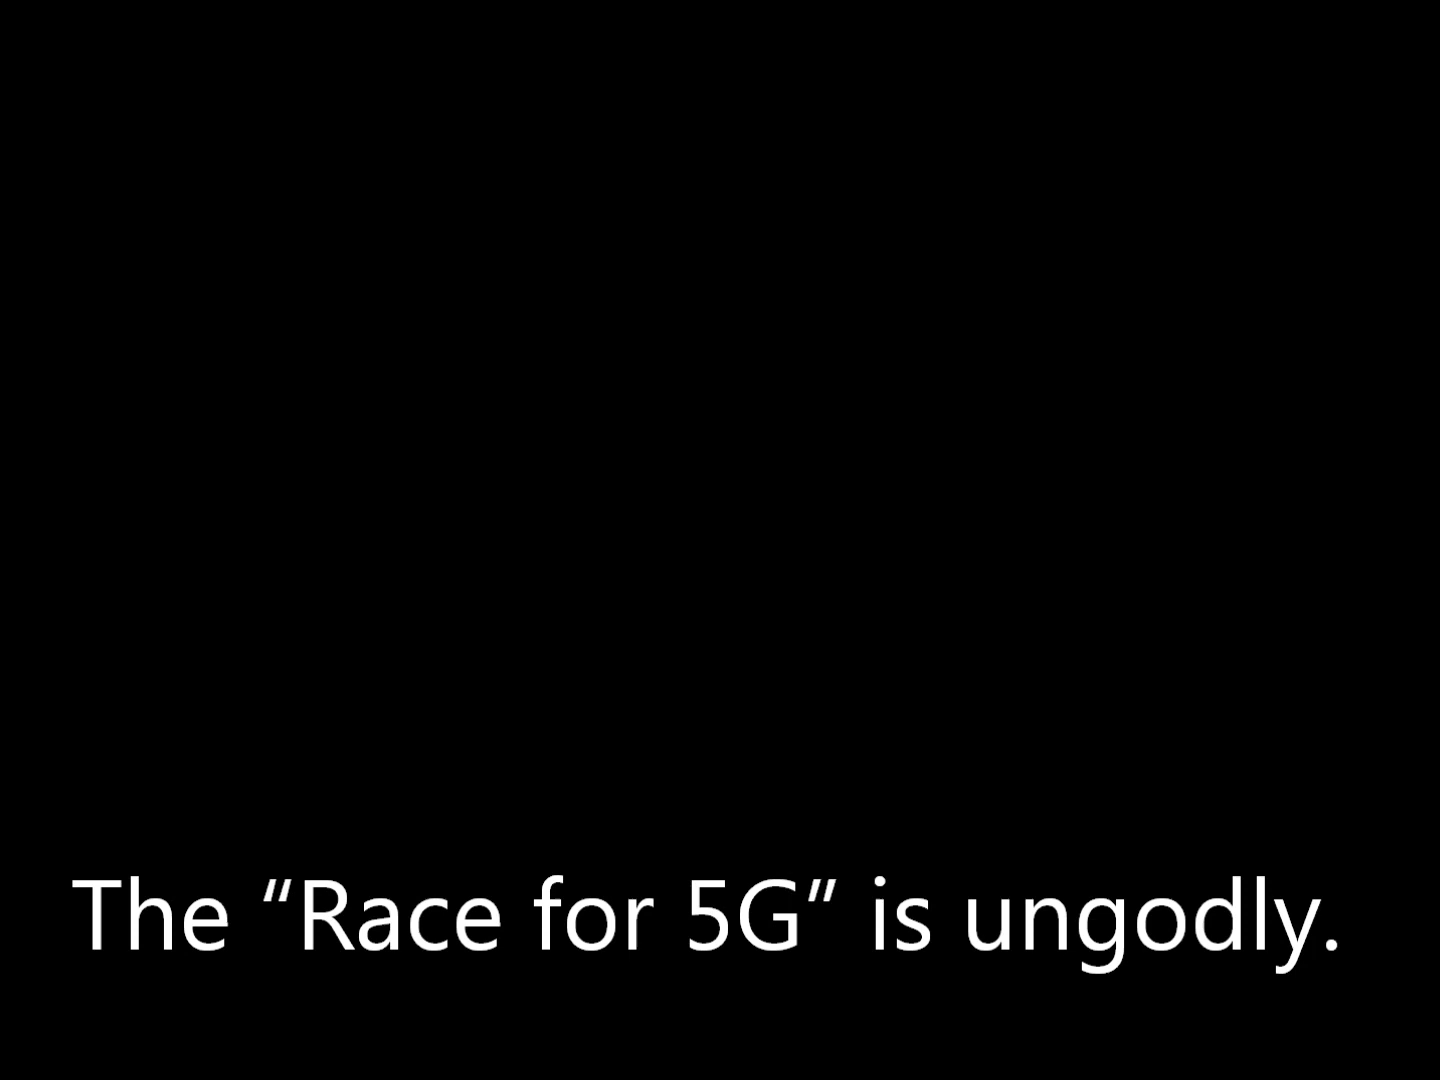 The “Race for 5G” is ungodly.